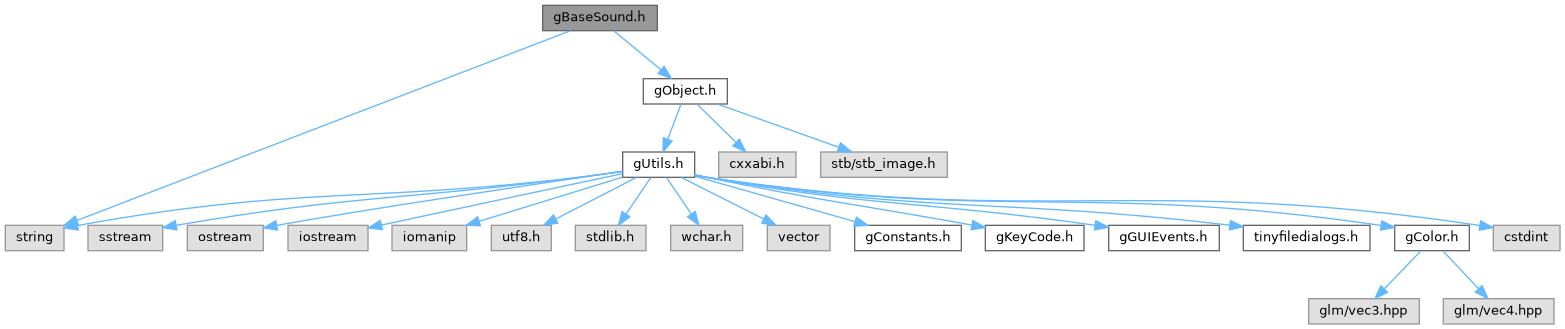 gBaseSound.h
gObject.h
gUtils.h
cxxabi.h
stb/stb_image.h
string
sstream
ostream
iostream
iomanip
utf8.h
stdlib.h
wchar.h
vector
gConstants.h
gKeyCode.h
gGUIEvents.h
tinyfiledialogs.h
gColor.h
cstdint
glm/vec3.hpp
glm/vec4.hpp